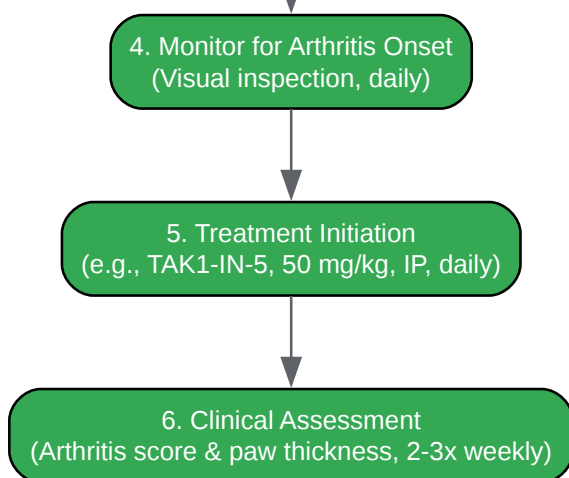 4. Monitor for Arthritis Onset
(Visual inspection, daily)
5. Treatment Initiation
(e.g., TAK1-IN-5, 50 mg/kg, IP, daily)
6. Clinical Assessment
(Arthritis score & paw thickness, 2-3x weekly)